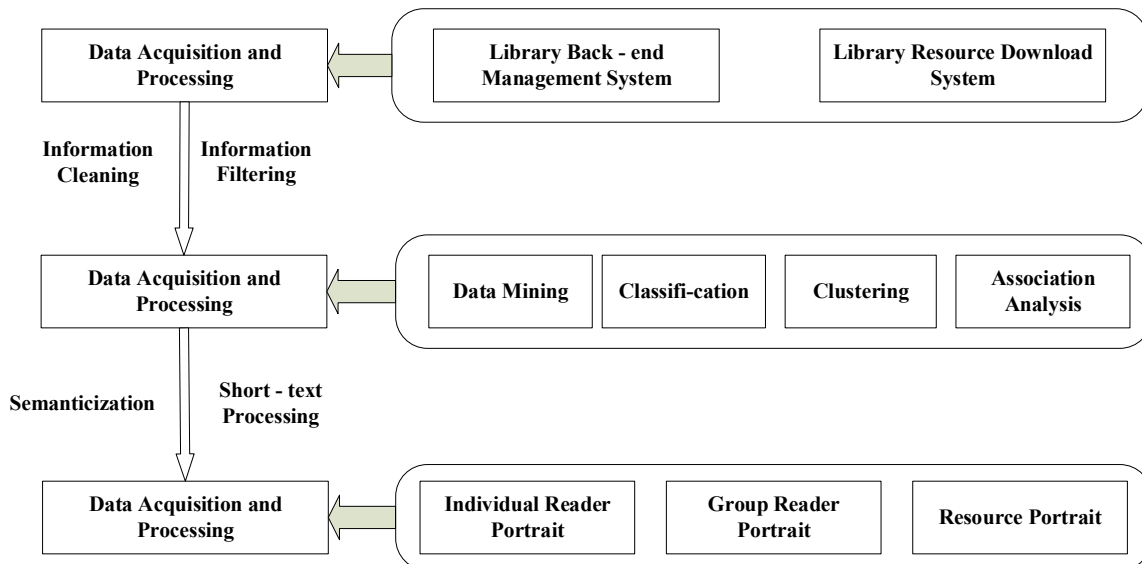 Data Acquisition and
Processing
Library Back - end
Management System
Library Resource Download
System
Information
Cleaning
Information
Filtering
Data Acquisition and
Processing
Data Mining
Classifi-cation
Clustering
Association
Analysis
Semanticization
Short - text
Processing
Data Acquisition and
Processing
Individual Reader
Portrait
Group Reader
Portrait
Resource Portrait